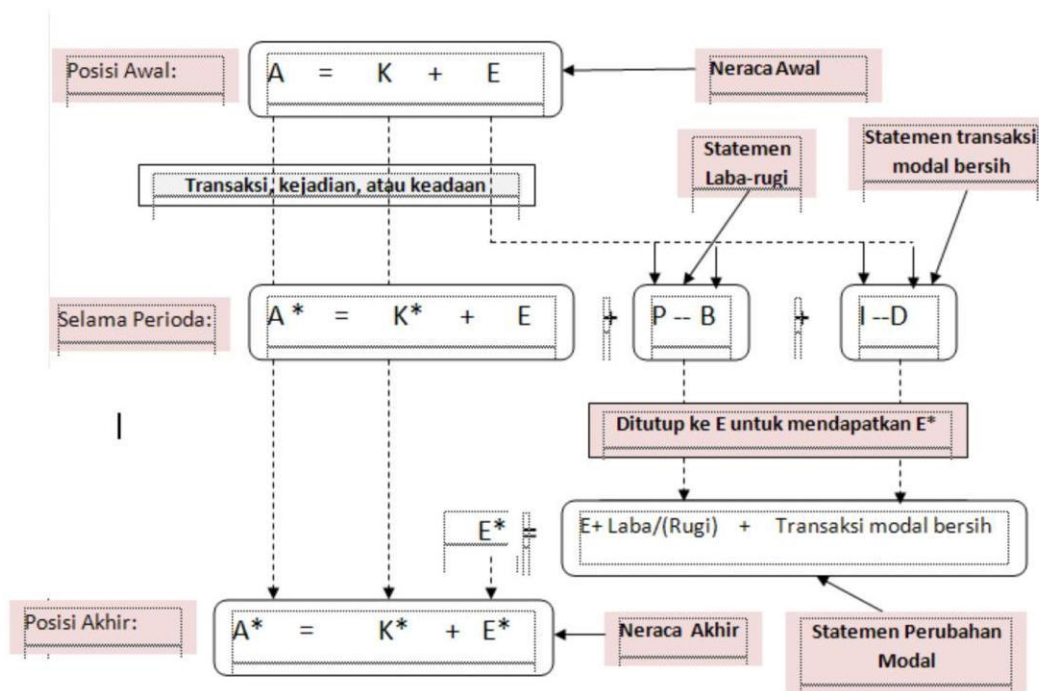 Posisi Awal:
A = K + E
Neraca Awal
Statemen
Laba-rugi
Statemen transaksi
modal bersih
Transaksi, kejadian, atau keadaan
Selama Perioda:
A* = K* + E
+
P -- B
+
I --D
Ditutup ke E untuk mendapatkan E*
E* =
E+ Laba/(Rugi) + Transaksi modal bersih
Posisi Akhir:
A* = K* + E*
Neraca Akhir
Statemen Perubahan
Modal